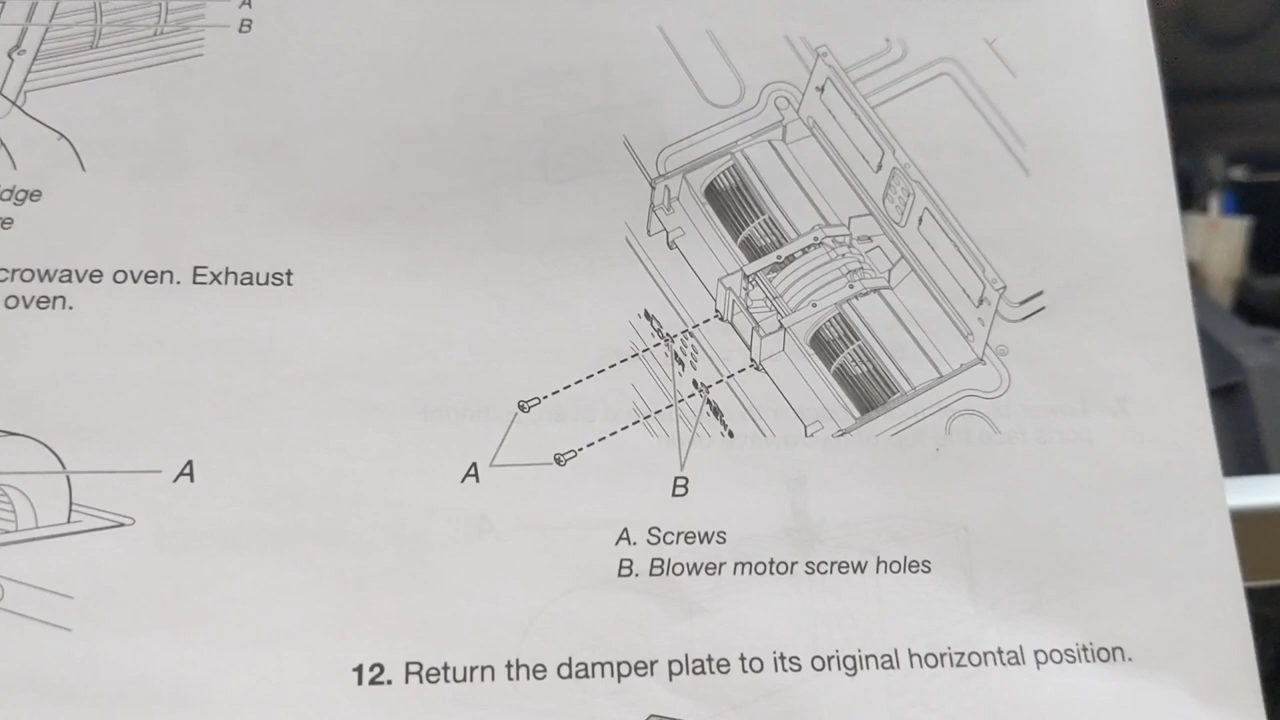 A
B
dge
e
crowave oven. Exhaust
oven.
A
A
B
A. Screws
B. Blower motor screw holes
12. Return the damper plate to its original horizontal position.